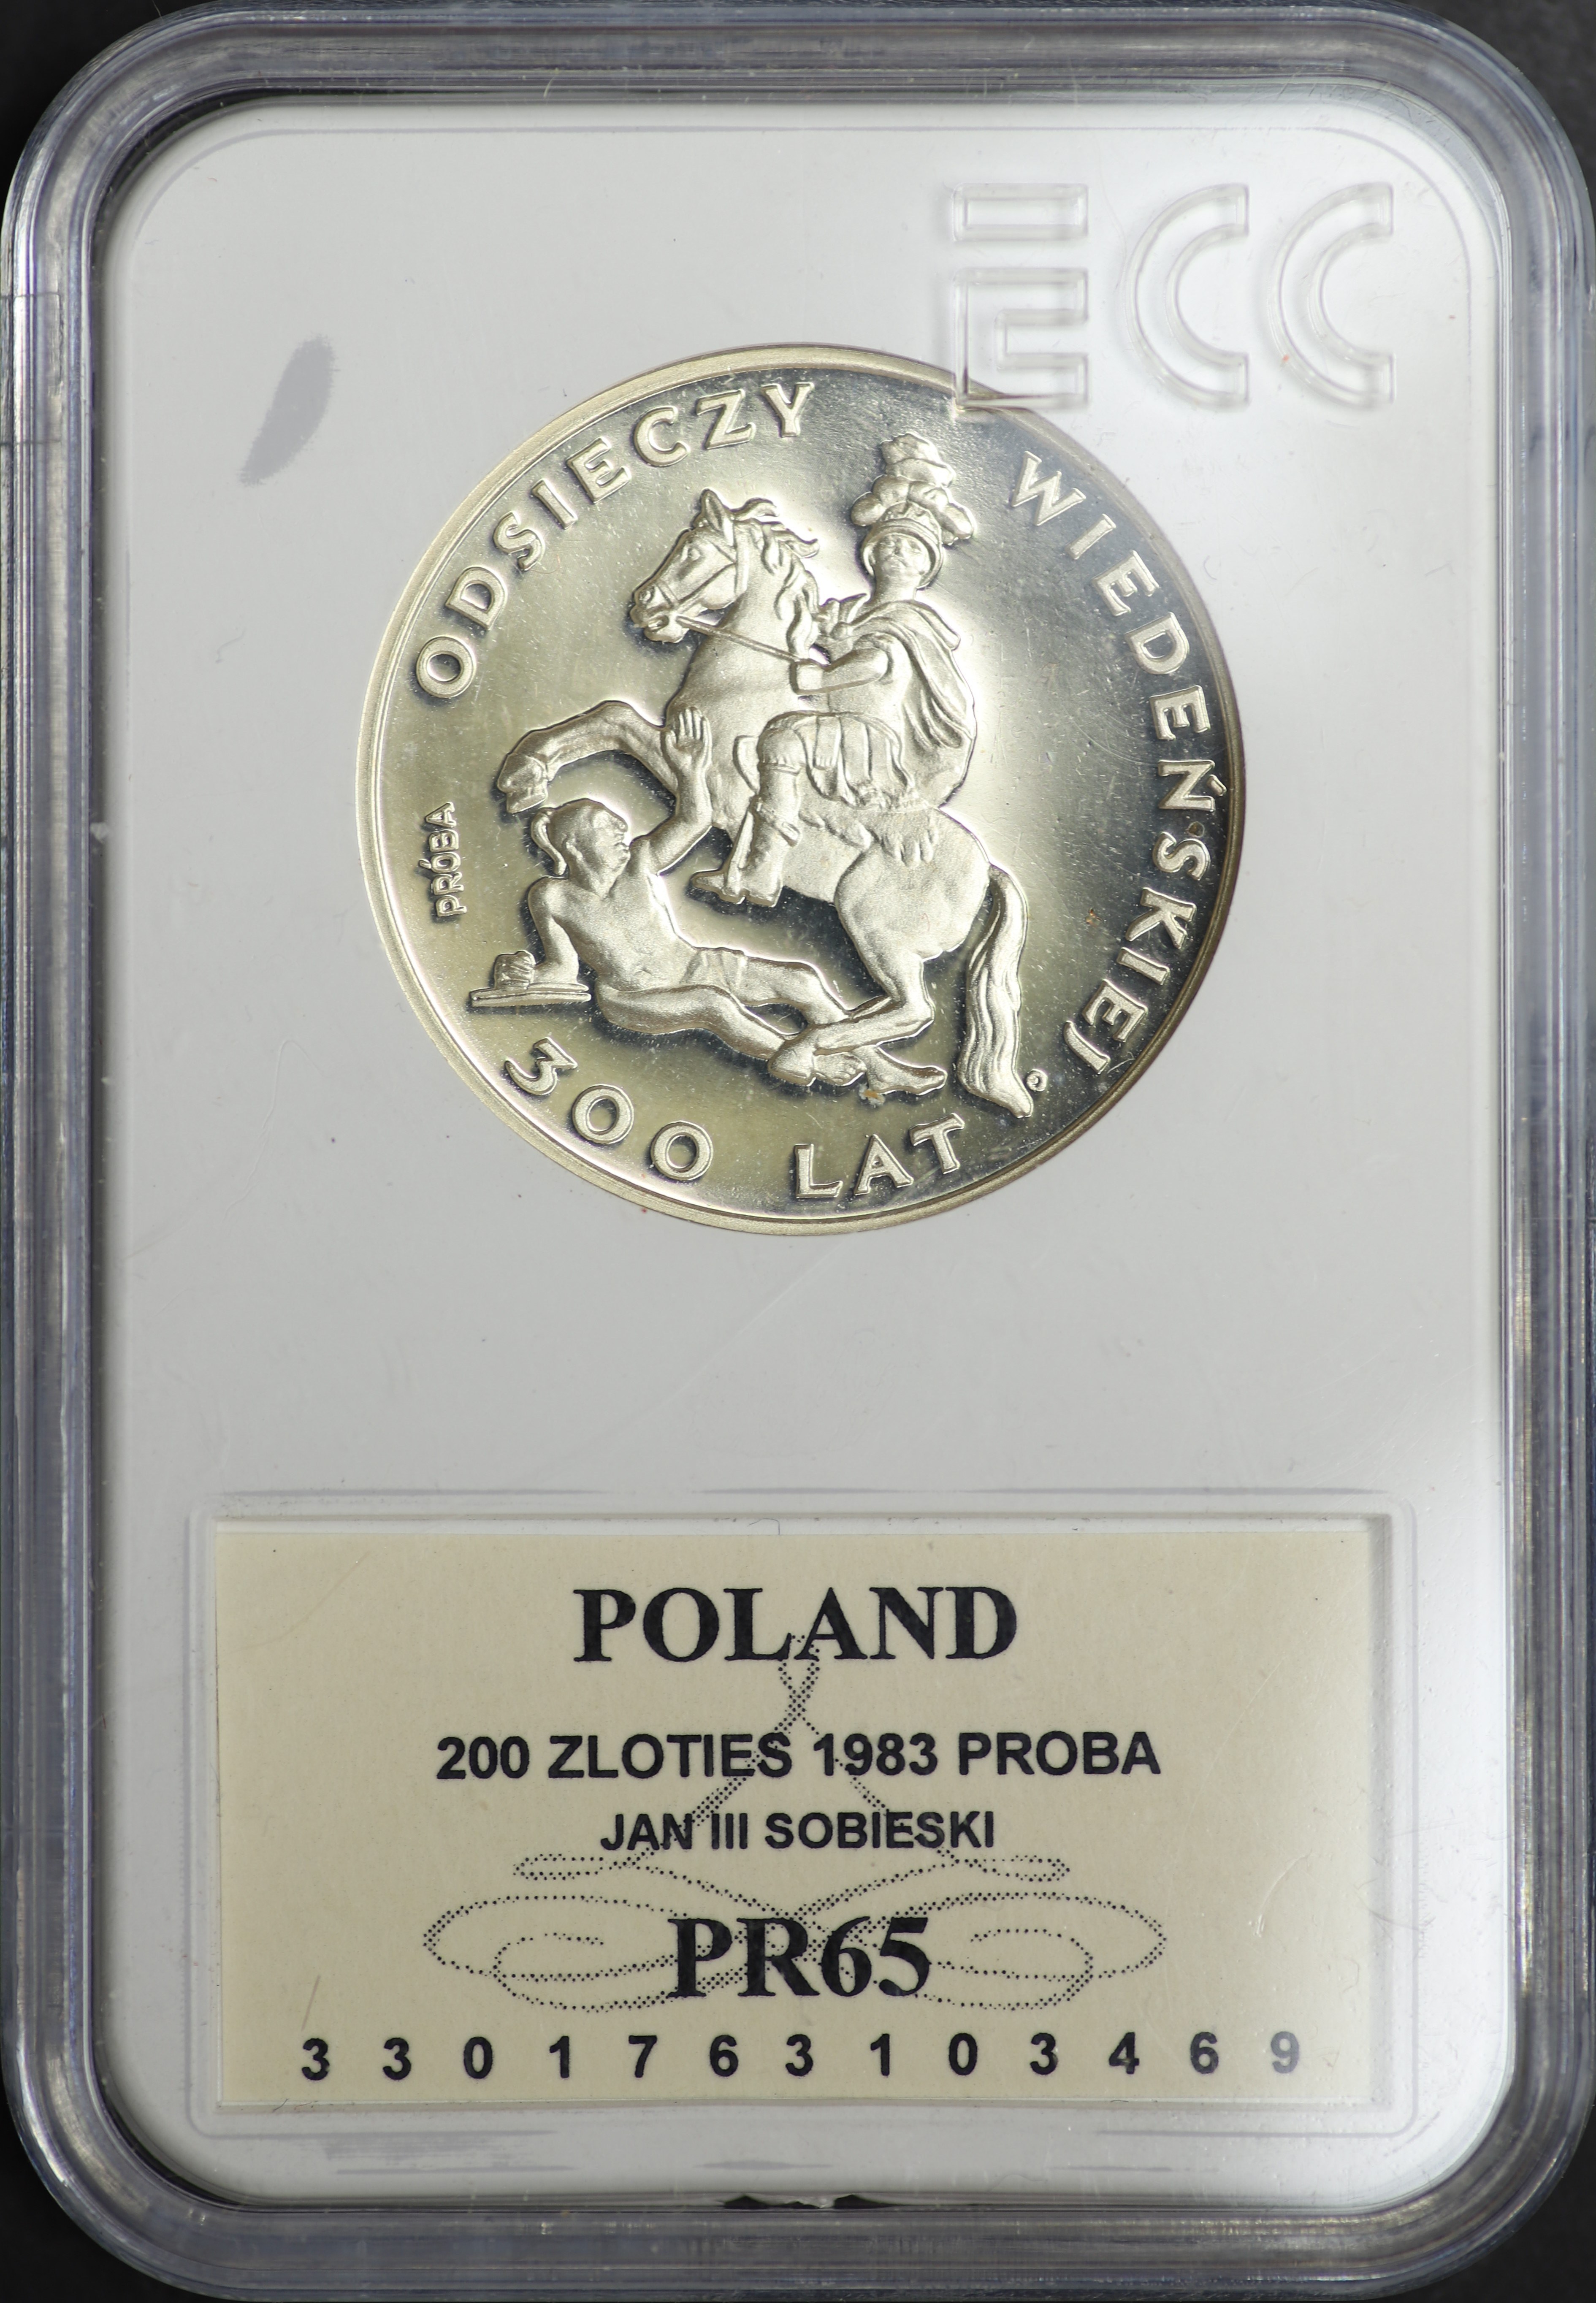 ECC
ODSIECZY WIEDEŃSKIEJ
PRÓBA
300 LAT
POLAND
200 ZLOTIES 1983 PROBA
JAN III SOBIESKI
PR65
3 3 0 1 7 6 3 1 0 3 4 6 9